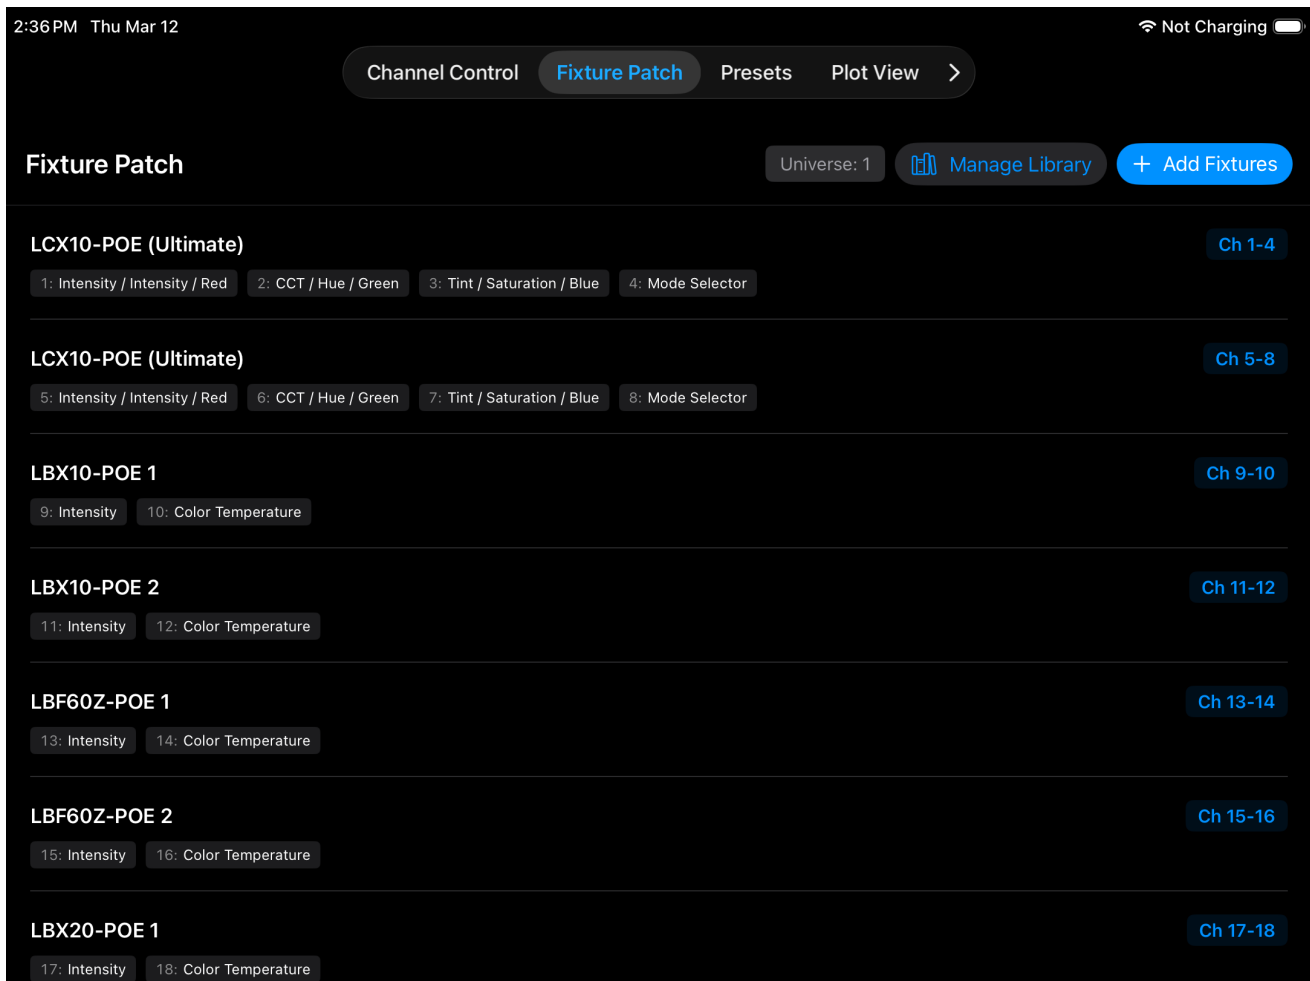 2:36 PM Thu Mar 12 Not Charging
Channel Control Fixture Patch Presets Plot View
Fixture Patch Universe: 1 Manage Library + Add Fixtures
LCX10-POE (Ultimate) Ch 1-4
1: Intensity / Intensity / Red 2: CCT / Hue / Green 3: Tint / Saturation / Blue 4: Mode Selector
LCX10-POE (Ultimate) Ch 5-8
5: Intensity / Intensity / Red 6: CCT / Hue / Green 7: Tint / Saturation / Blue 8: Mode Selector
LBX10-POE 1 Ch 9-10
9: Intensity 10: Color Temperature
LBX10-POE 2 Ch 11-12
11: Intensity 12: Color Temperature
LBF60Z-POE 1 Ch 13-14
13: Intensity 14: Color Temperature
LBF60Z-POE 2 Ch 15-16
15: Intensity 16: Color Temperature
LBX20-POE 1 Ch 17-18
17: Intensity 18: Color Temperature